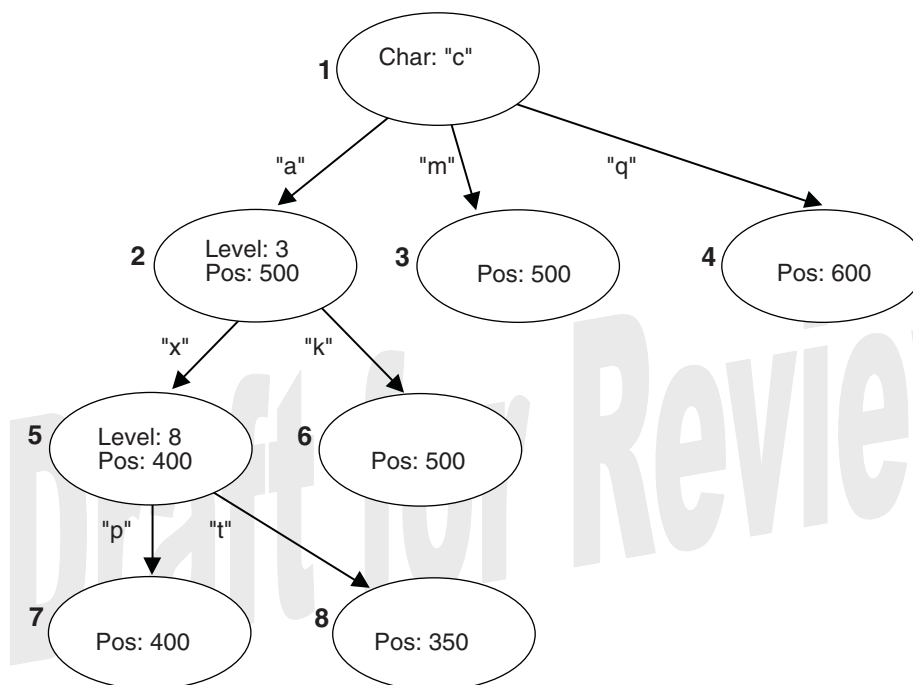 1
Char: "c"
"a"
"m"
"q"
2
Level: 3
Pos: 500
3
Pos: 500
4
Pos: 600
"x"
"k"
5
Level: 8
Pos: 400
6
Pos: 500
"p"
"t"
7
Pos: 400
8
Pos: 350
Draft for Review